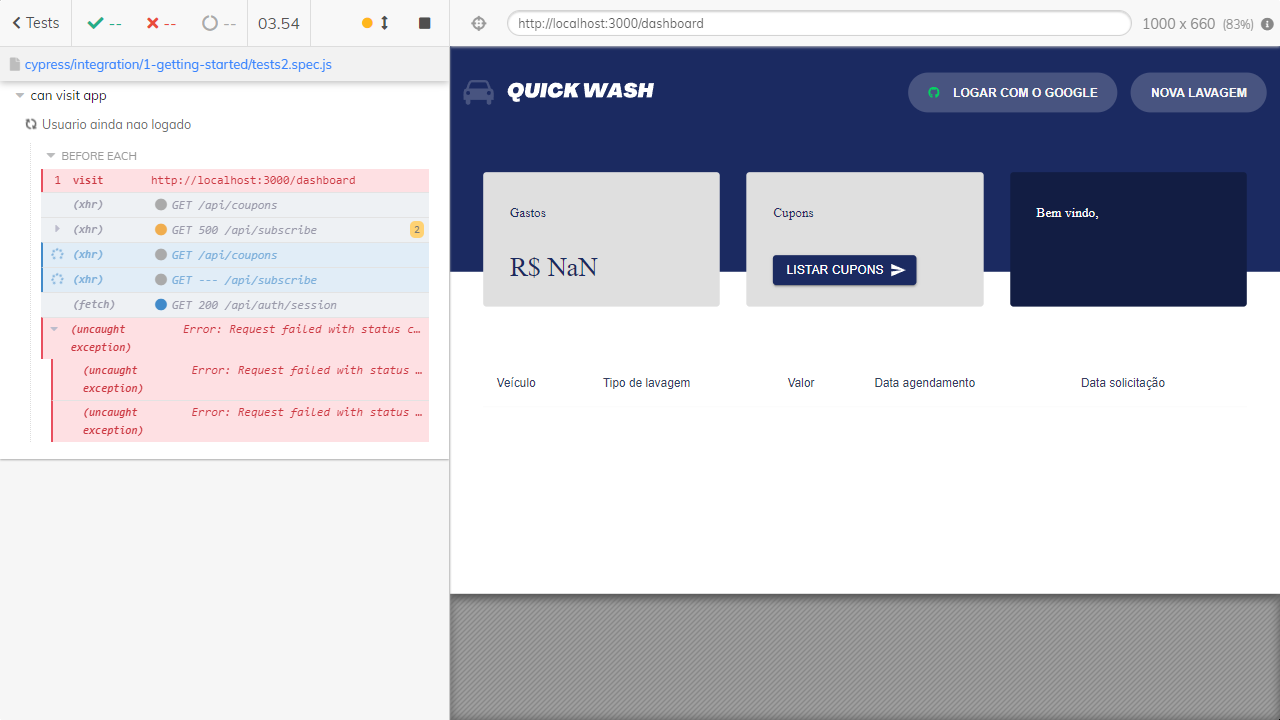 Tests
--
--
--
03.54
http://localhost:3000/dashboard
1000 x 660 (83%)
cypress/integration/1-getting-started/tests2.spec.js
can visit app
Usuario ainda nao logado
BEFORE EACH
1 visit http://localhost:3000/dashboard
(xhr) GET /api/coupons
(xhr) GET 500 /api/subscribe 2
(xhr) GET /api/coupons
(xhr) GET --- /api/subscribe
(fetch) GET 200 /api/auth/session
(uncaught exception) Error: Request failed with status c…
(uncaught exception) Error: Request failed with status …
(uncaught exception) Error: Request failed with status …
QUICK WASH
LOGAR COM O GOOGLE
NOVA LAVAGEM
Gastos
R$ NaN
Cupons
LISTAR CUPONS
Bem vindo,
Veículo Tipo de lavagem Valor Data agendamento Data solicitação